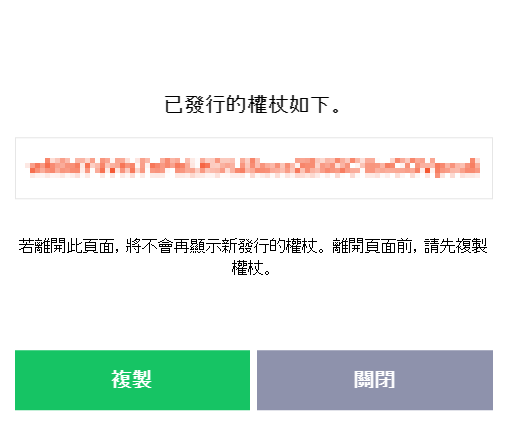 已發行的權杖如下。
若離開此頁面，將不會再顯示新發行的權杖。離開頁面前，請先複製
權杖。
複製
關閉